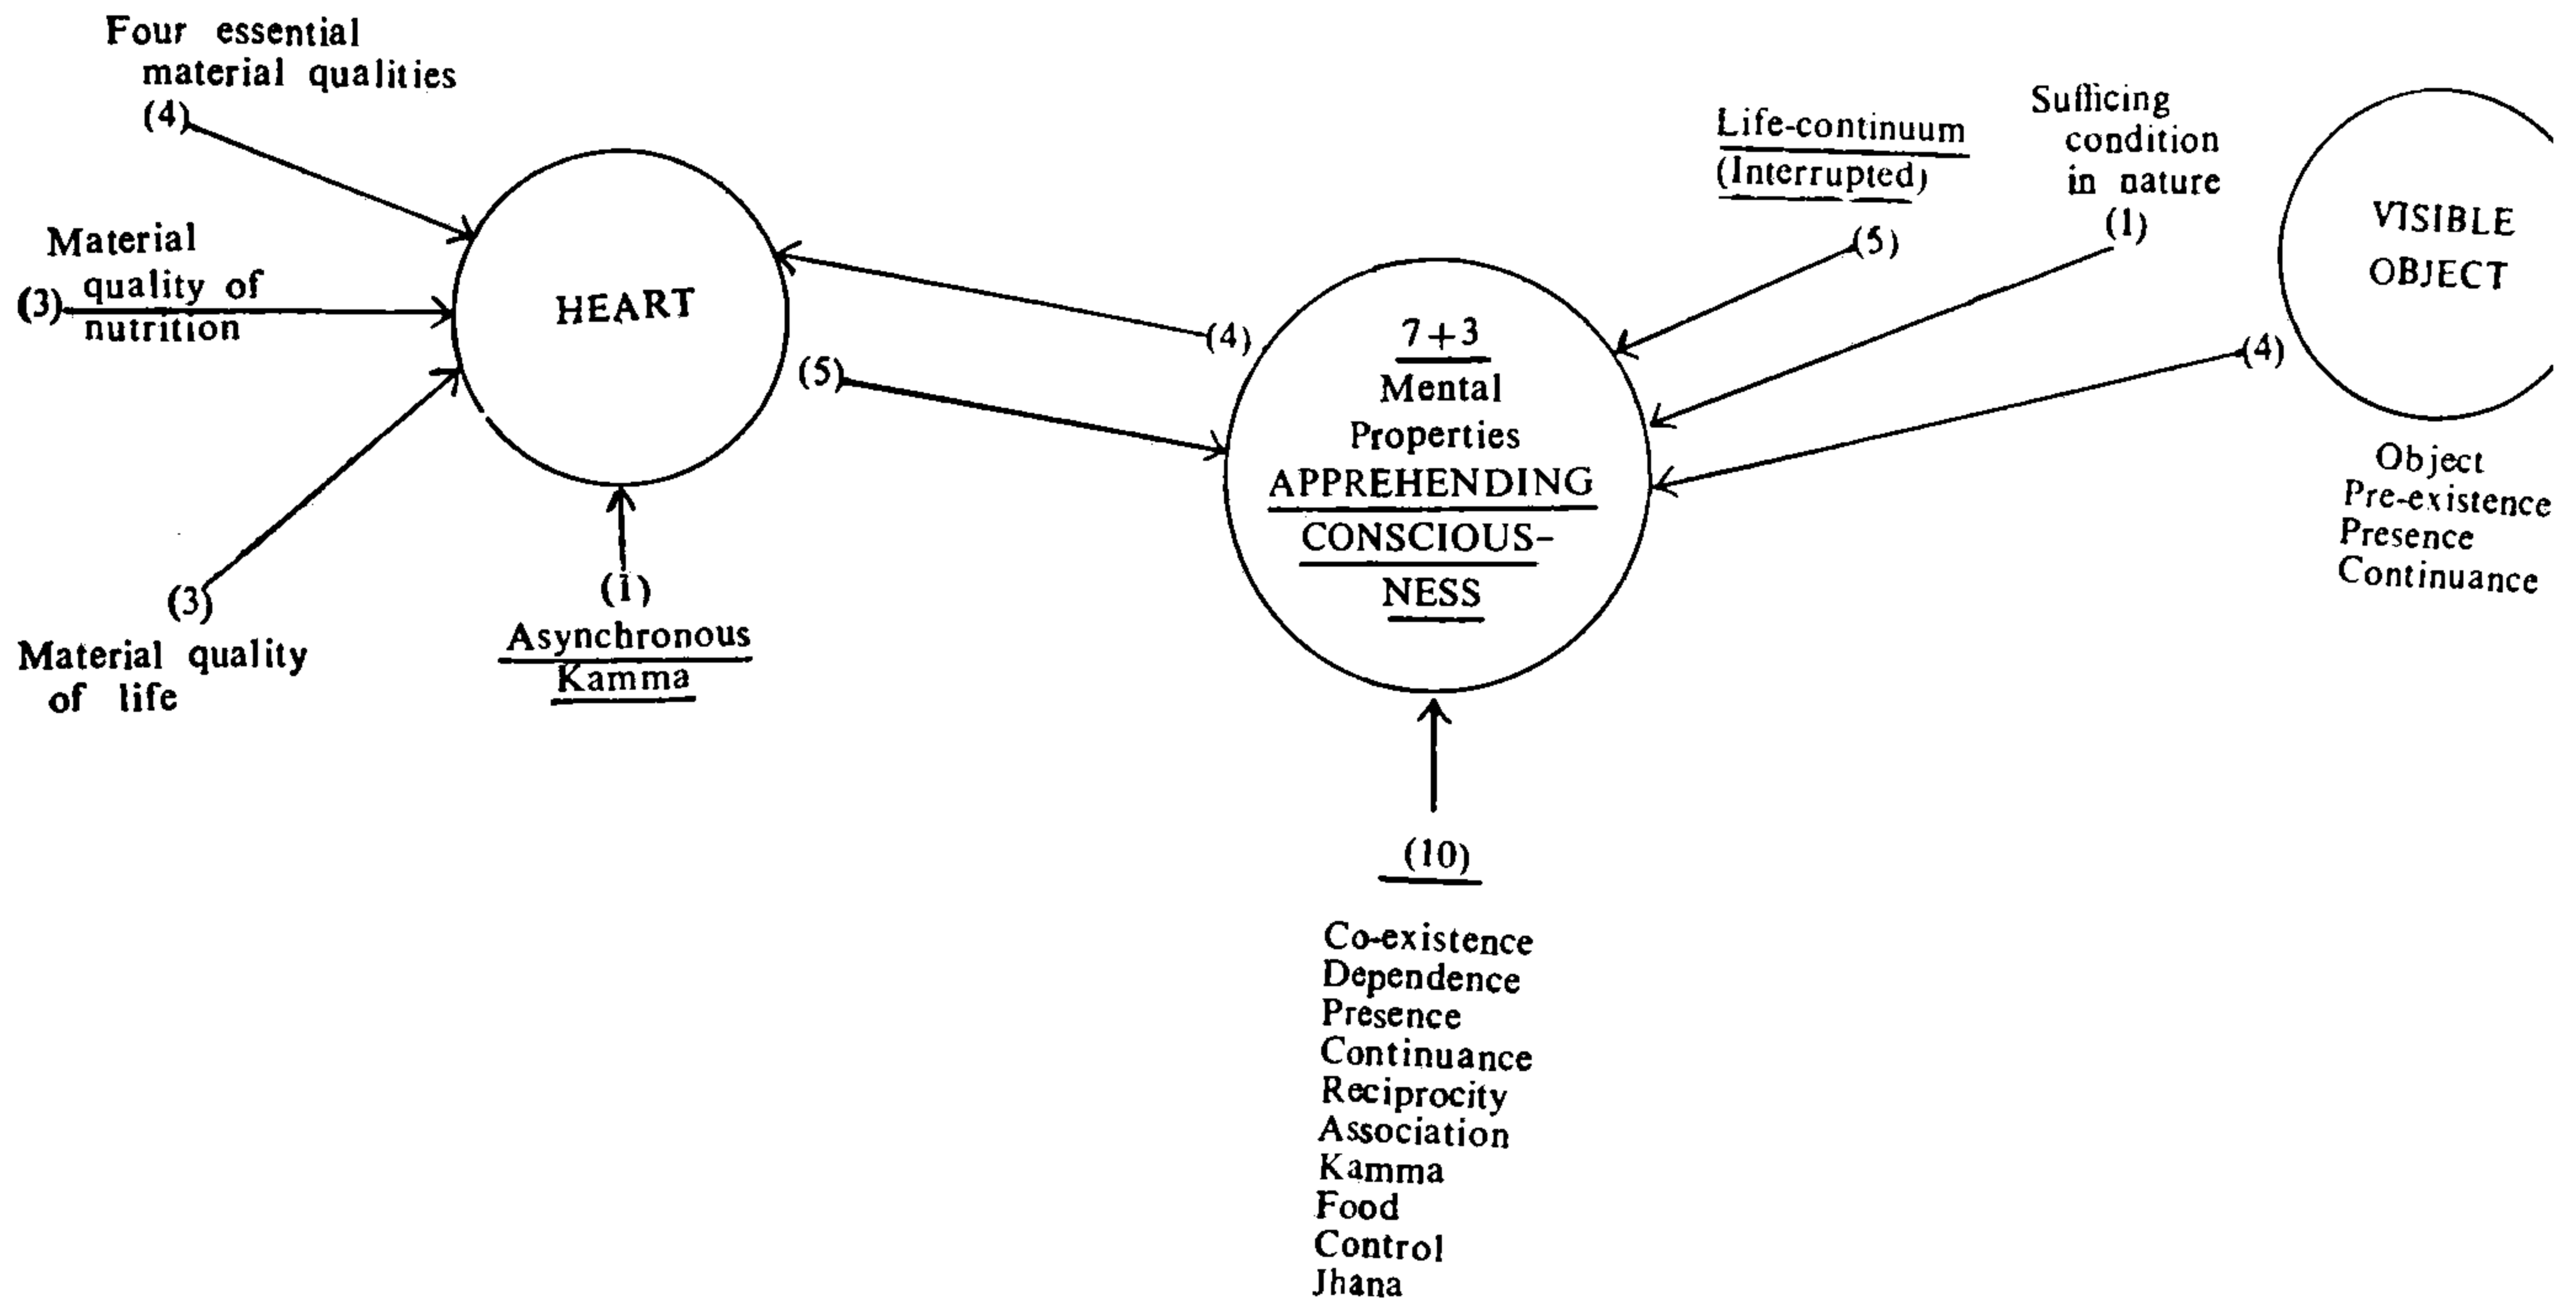 Four essential
material qualities
(4)
Material
quality of
(3)
nutrition
HEART
(3)
Material quality
of life
(1)
Asynchronous
Kamma
(4)
(5)
7+3
Mental
Properties
APPREHENDING
CONSCIOUS-
NESS
(10)
Co-existence
Dependence
Presence
Continuance
Reciprocity
Association
Kamma
Food
Control
Jhana
Life-continuum
(Interrupted)
(5)
Sufficing
condition
in nature
(1)
VISIBLE
OBJECT
(4)
Object
Pre-existence
Presence
Continuance